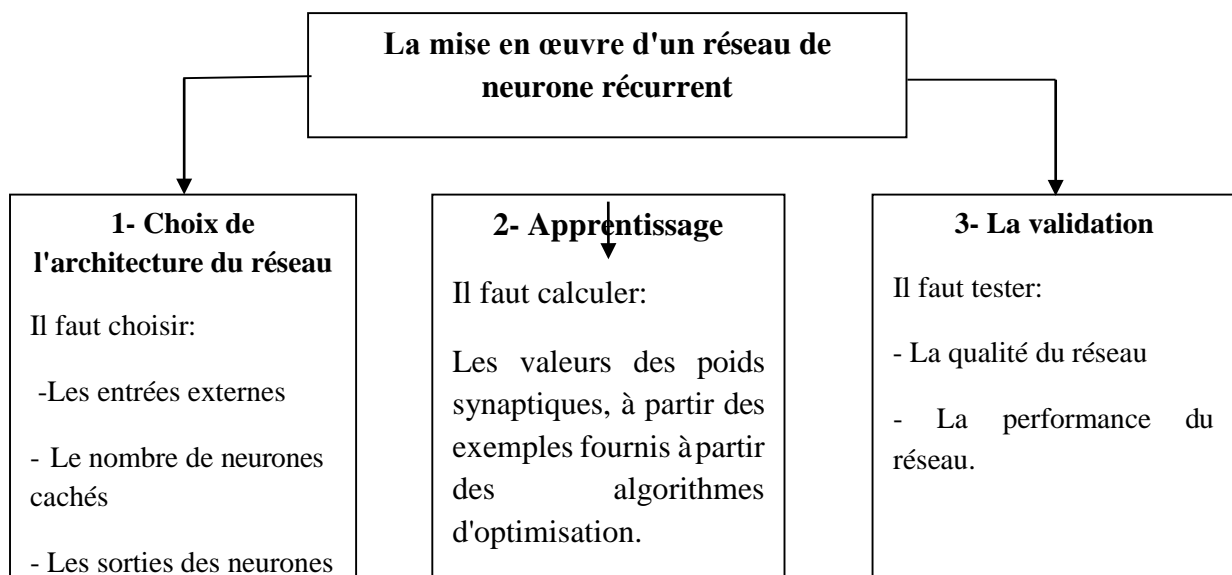 La mise en œuvre d'un réseau de
neurone récurrent
1- Choix de
l'architecture du réseau
Il faut choisir:
-Les entrées externes
- Le nombre de neurones
cachés
- Les sorties des neurones
2- Apprentissage
Il faut calculer:
Les valeurs des poids
synaptiques, à partir des
exemples fournis à partir
des algorithmes
d'optimisation.
3- La validation
Il faut tester:
- La qualité du réseau
- La performance du
réseau.